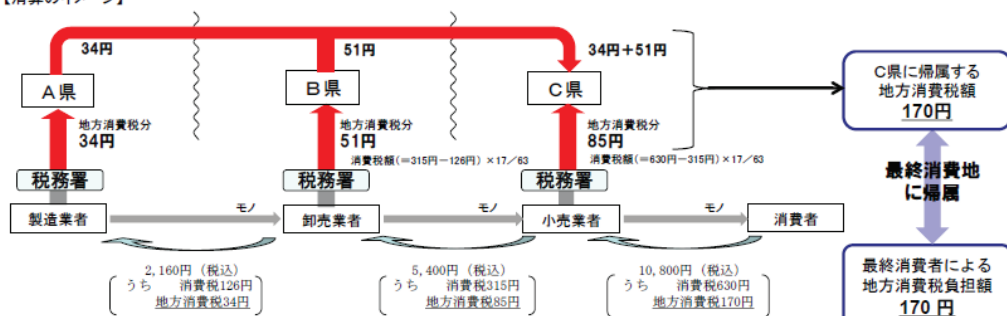 【清算のイメージ】
34円
51円
34円+51円
A県
B県
C県
地方消費税分
34円
地方消費税分
51円
消費税額(=315円-126円)×17/63
地方消費税分
85円
消費税額(=630円-315円)×17/63
税務署
税務署
税務署
製造業者
モノ
卸売業者
モノ
小売業者
モノ
消費者
2,160円 (税込)
うち 消費税126円
地方消費税34円
5,400円 (税込)
うち 消費税315円
地方消費税85円
10,800円 (税込)
うち 消費税630円
地方消費税170円
C県に帰属する
地方消費税額
170円
最終消費地
に帰属
最終消費者による
地方消費税負担額
170円